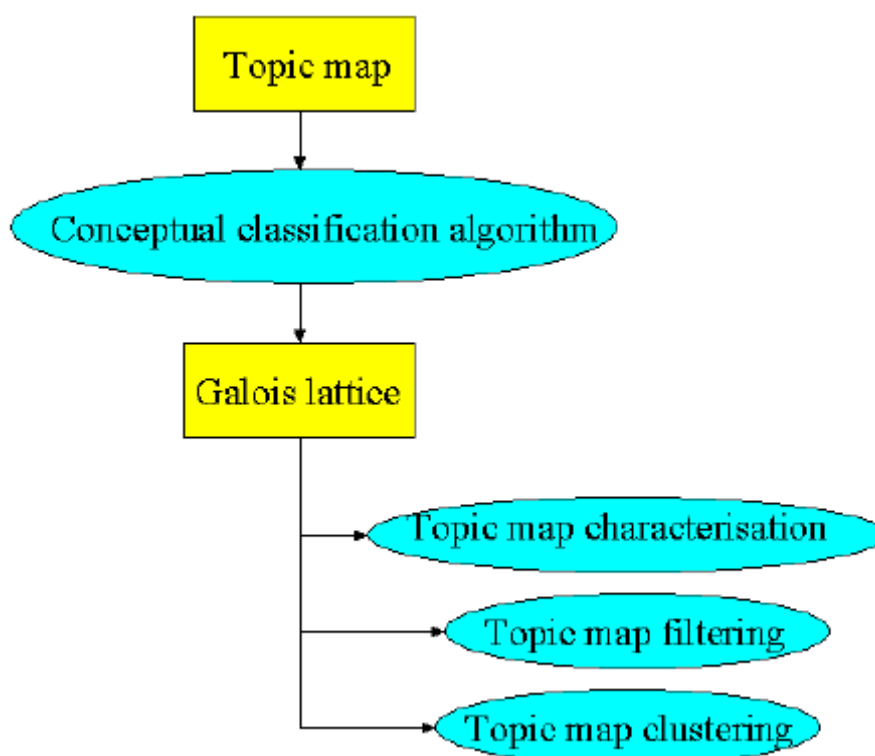 Topic map
Conceptual classification algorithm
Galois lattice
Topic map characterisation
Topic map filtering
Topic map clustering